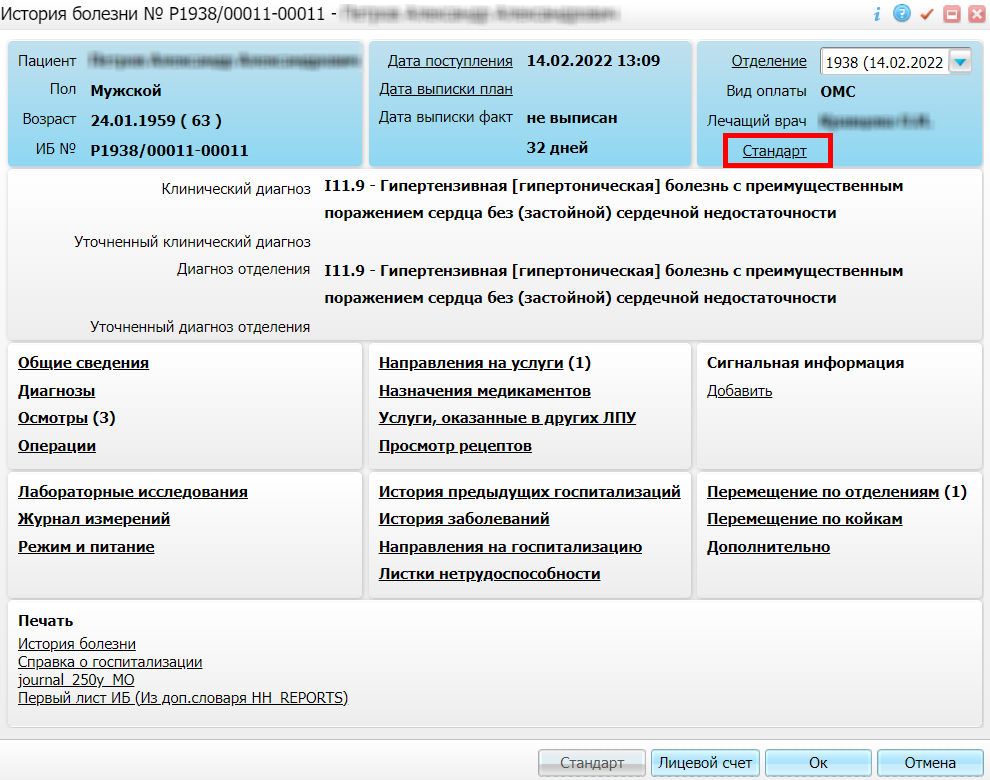 История болезни № P1938/00011-00011 -
Пациент
Пол Мужской
Возраст 24.01.1959 ( 63 )
ИБ № P1938/00011-00011
Дата поступления 14.02.2022 13:09
Дата выписки план
Дата выписки факт не выписан
32 дней
Отделение 1938 (14.02.2022
Вид оплаты ОМС
Лечащий врач
Стандарт
Клинический диагноз I11.9 - Гипертензивная [гипертоническая] болезнь с преимущественным
поражением сердца без (застойной) сердечной недостаточности
Уточненный клинический диагноз
Диагноз отделения I11.9 - Гипертензивная [гипертоническая] болезнь с преимущественным
поражением сердца без (застойной) сердечной недостаточности
Уточненный диагноз отделения
Общие сведения
Диагнозы
Осмотры (3)
Операции
Направления на услуги (1)
Назначения медикаментов
Услуги, оказанные в других ЛПУ
Просмотр рецептов
Сигнальная информация
Добавить
Лабораторные исследования
Журнал измерений
Режим и питание
История предыдущих госпитализаций
История заболеваний
Направления на госпитализацию
Листки нетрудоспособности
Перемещение по отделениям (1)
Перемещение по койкам
Дополнительно
Печать
История болезни
Справка о госпитализации
journal_250y_MO
Первый лист ИБ (Из доп.словаря HH_REPORTS)
Стандарт Лицевой счет Ок Отмена